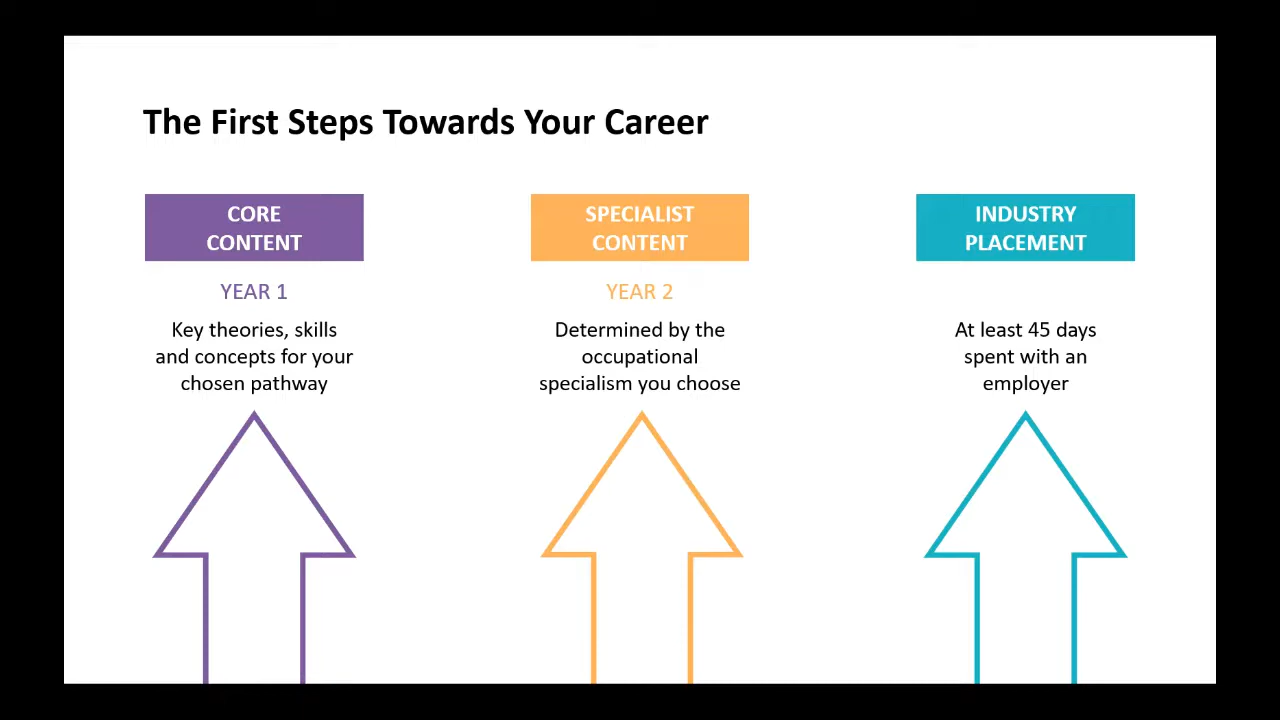 The First Steps Towards Your Career
CORE
CONTENT
YEAR 1
Key theories, skills
and concepts for your
chosen pathway
SPECIALIST
CONTENT
YEAR 2
Determined by the
occupational
specialism you choose
INDUSTRY
PLACEMENT
At least 45 days
spent with an
employer